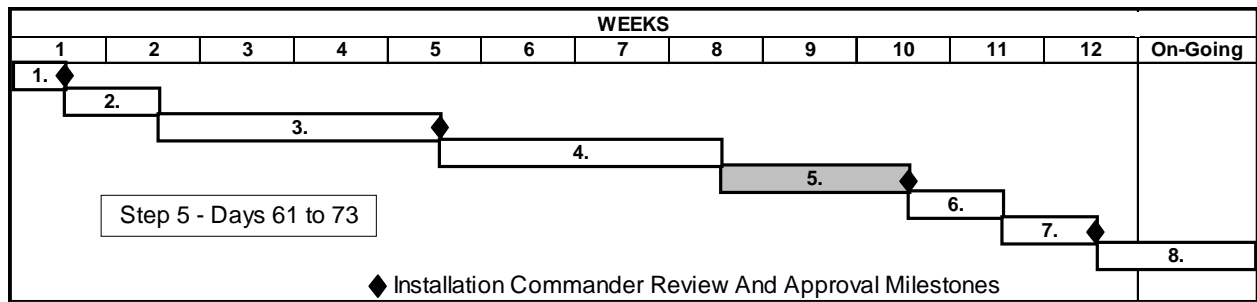 WEEKS
1 2 3 4 5 6 7 8 9 10 11 12 On-Going
1.
2.
3.
4.
5.
Step 5 - Days 61 to 73
6.
7.
8.
Installation Commander Review And Approval Milestones